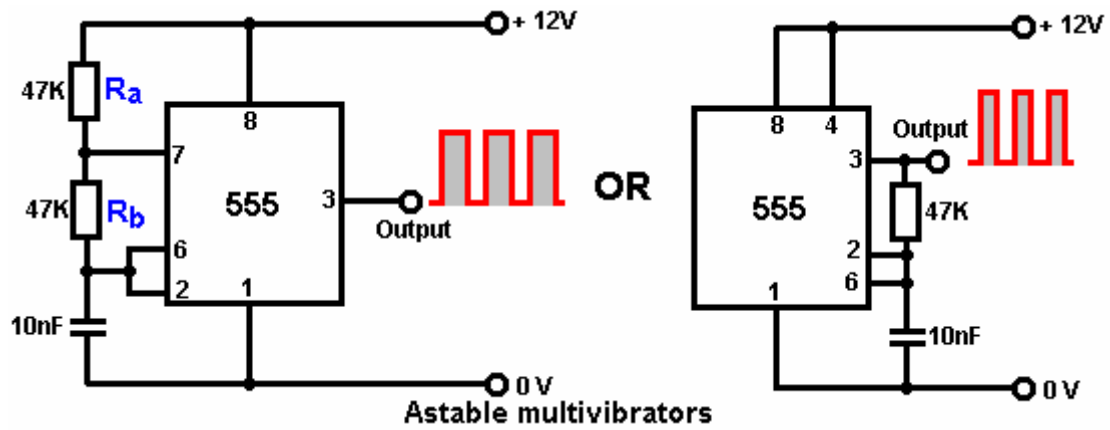 + 12V
47K
Ra
8
7
47K
Rb
555
3
Output
6
2
1
10nF
0 V
OR
+ 12V
8
4
Output
3
555
47K
2
6
1
10nF
0 V
Astable multivibrators